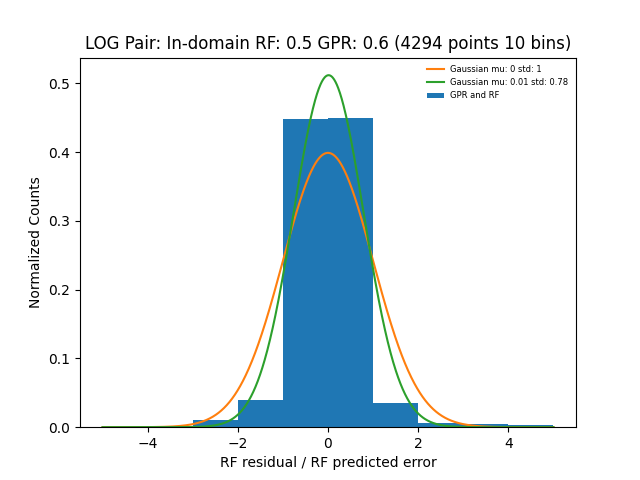 LOG Pair: In-domain RF: 0.5 GPR: 0.6 (4294 points 10 bins)
Gaussian mu: 0 std: 1
Gaussian mu: 0.01 std: 0.78
GPR and RF
Normalized Counts
0.5
0.4
0.3
0.2
0.1
0.0
−4 −2 0 2 4
RF residual / RF predicted error